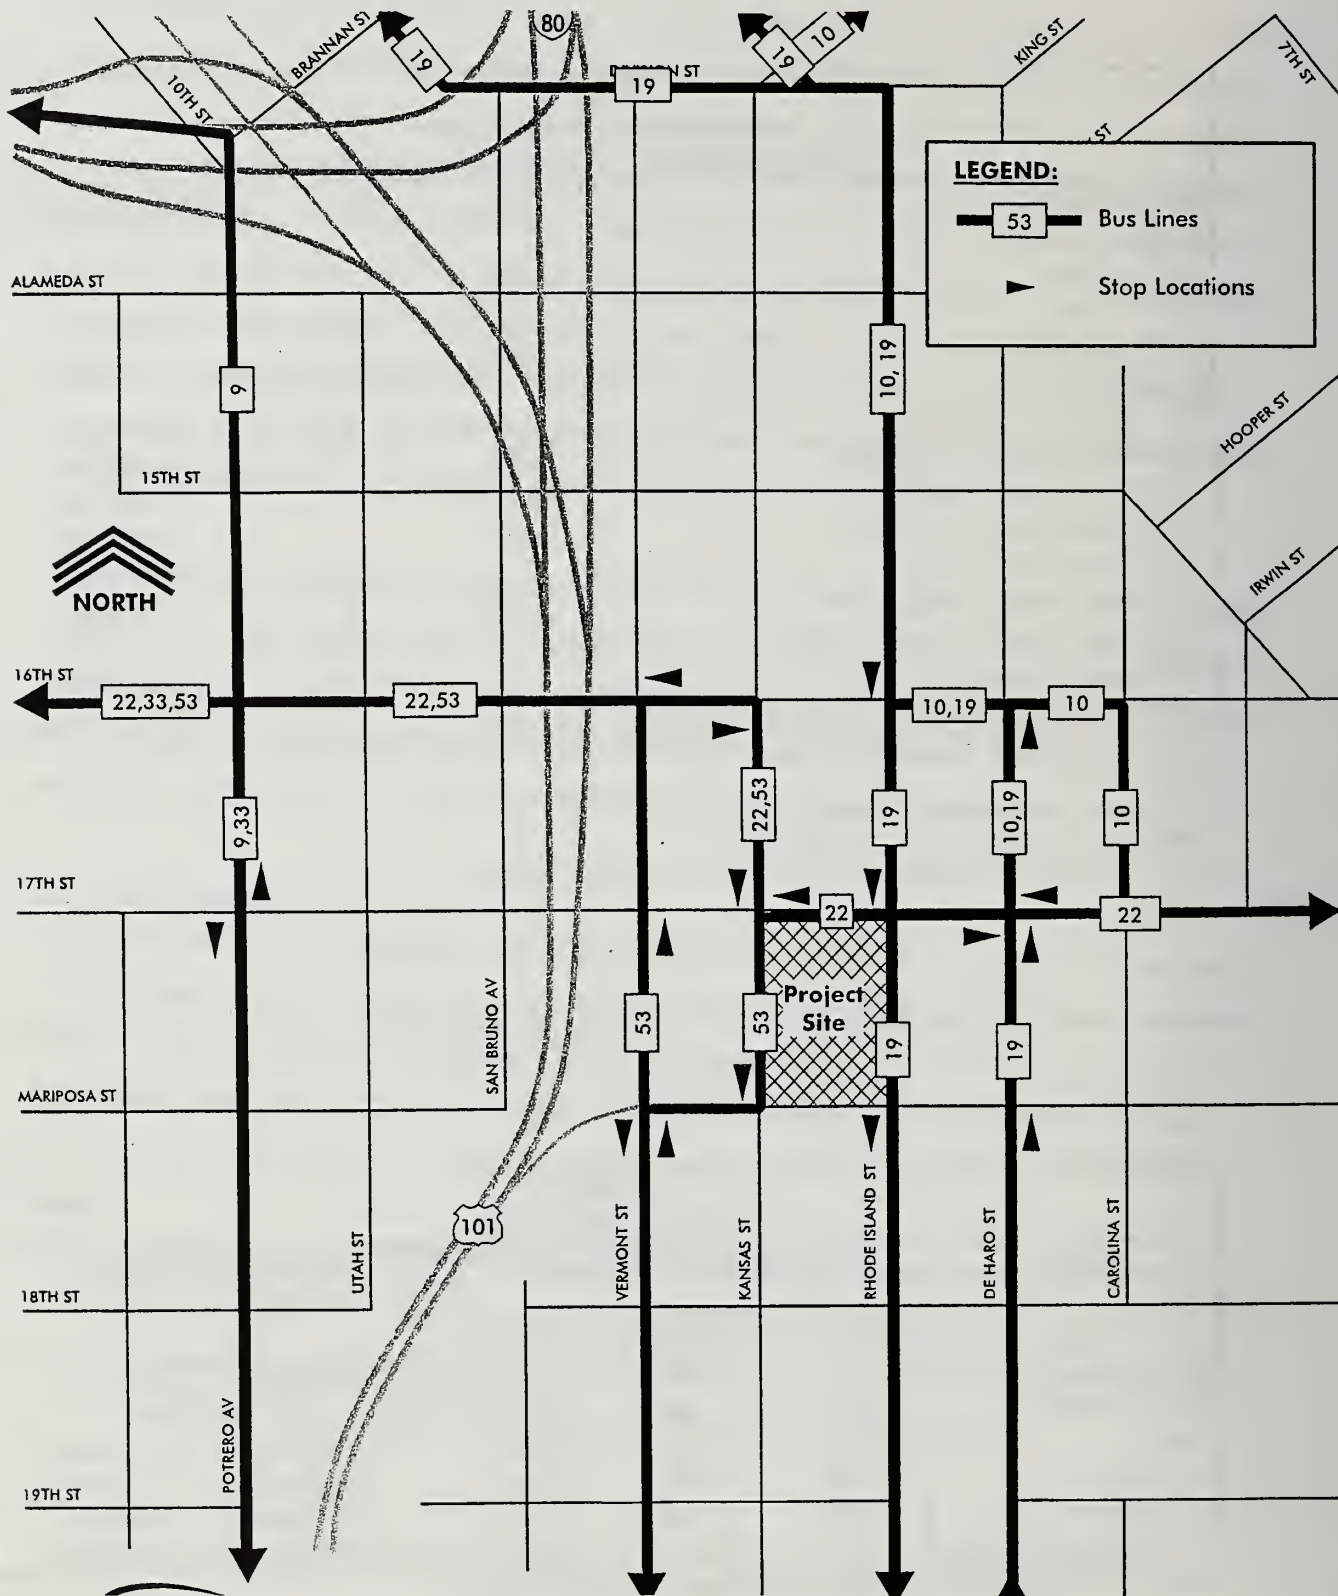 BRANNAN ST
80
19
19
10
KING ST
7TH ST
10TH ST
19
ST
ST
LEGEND:
53 Bus Lines
Stop Locations
ALAMEDA ST
9
10, 19
HOOPER ST
15TH ST
IRWIN ST
NORTH
16TH ST
22,33,53
22,53
10,19
10
9,33
22,53
19
10,19
10
17TH ST
22
22
SAN BRUNO AV
53
53
Project
Site
19
19
MARIPOSA ST
101
UTAH ST
VERMONT ST
KANSAS ST
RHODE ISLAND ST
DE HARO ST
CAROLINA ST
18TH ST
POTRERO AV
19TH ST